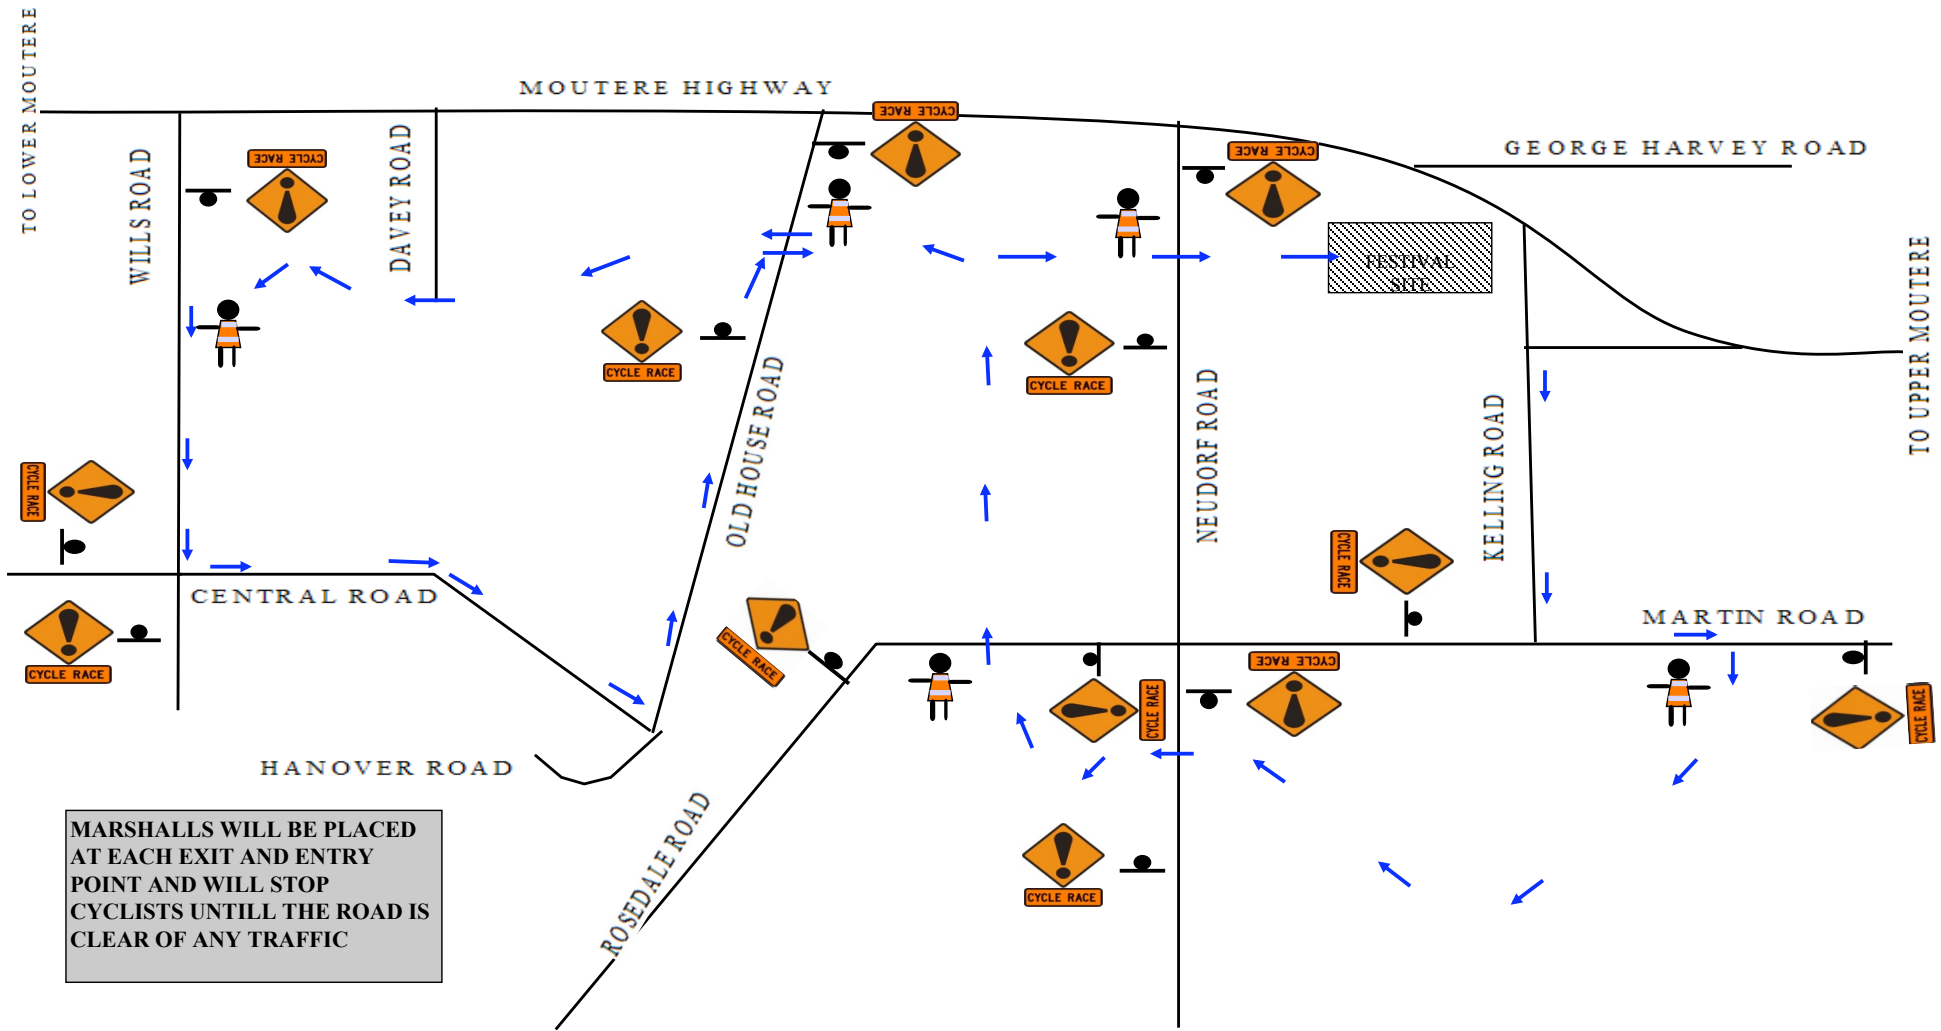 TO LOWER MOUTERE
MOUTERE HIGHWAY
CYCLE RACE
GEORGE HARVEY ROAD
WILLS ROAD
CYCLE RACE
DAVEY ROAD
CYCLE RACE
FESTIVAL
SITE
TO UPPER MOUTERE
CYCLE RACE
CYCLE RACE
OLD HOUSE ROAD
NEUDORF ROAD
KELLING ROAD
CYCLE RACE
CYCLE RACE
CENTRAL ROAD
MARTIN ROAD
CYCLE RACE
CYCLE RACE
CYCLE RACE
CYCLE RACE
CYCLE RACE
HANOVER ROAD
ROSEDALE ROAD
CYCLE RACE
MARSHALLS WILL BE PLACED
AT EACH EXIT AND ENTRY
POINT AND WILL STOP
CYCLISTS UNTILL THE ROAD IS
CLEAR OF ANY TRAFFIC